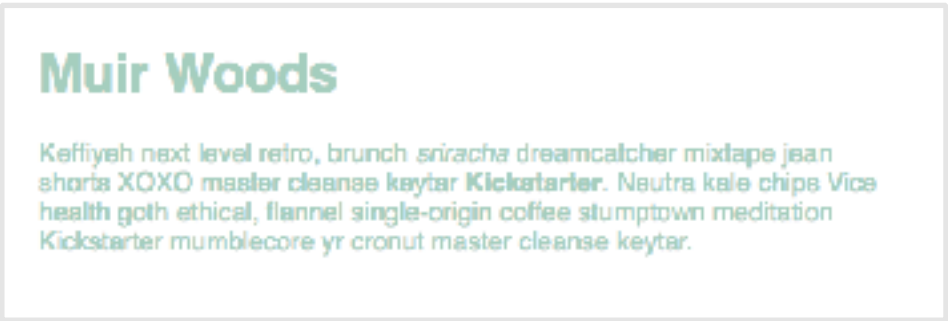 Muir Woods
Keffiyeh next level retro, brunch sriracha dreamcatcher mixtape jean
shorts XOXO master cleanse keytar Kickstarter. Neutra kale chips Vice
health goth ethical, flannel single-origin coffee stumptown meditation
Kickstarter mumblecore yr cronut master cleanse keytar.